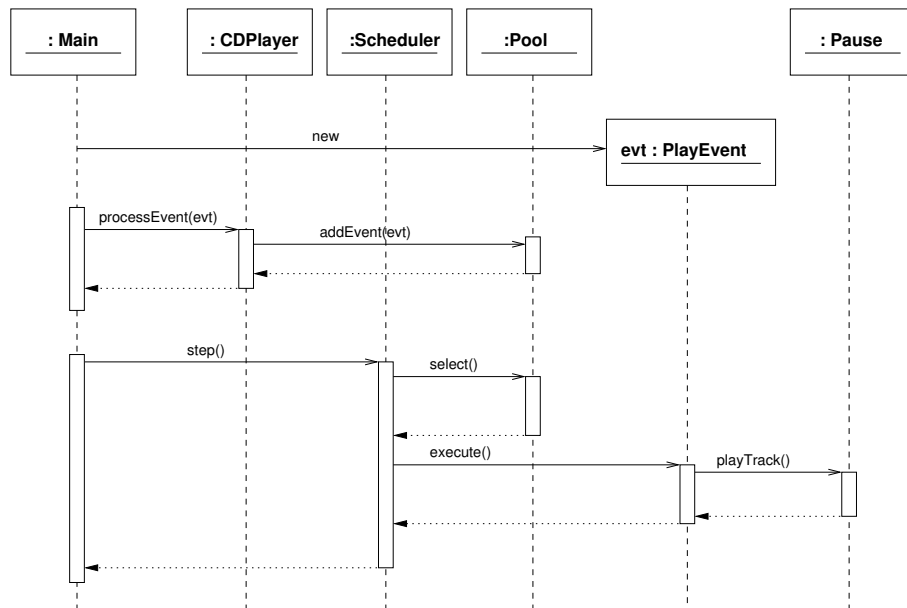 : Main
: CDPlayer
:Scheduler
:Pool
: Pause
new
evt : PlayEvent
processEvent(evt)
addEvent(evt)
step()
select()
execute()
playTrack()